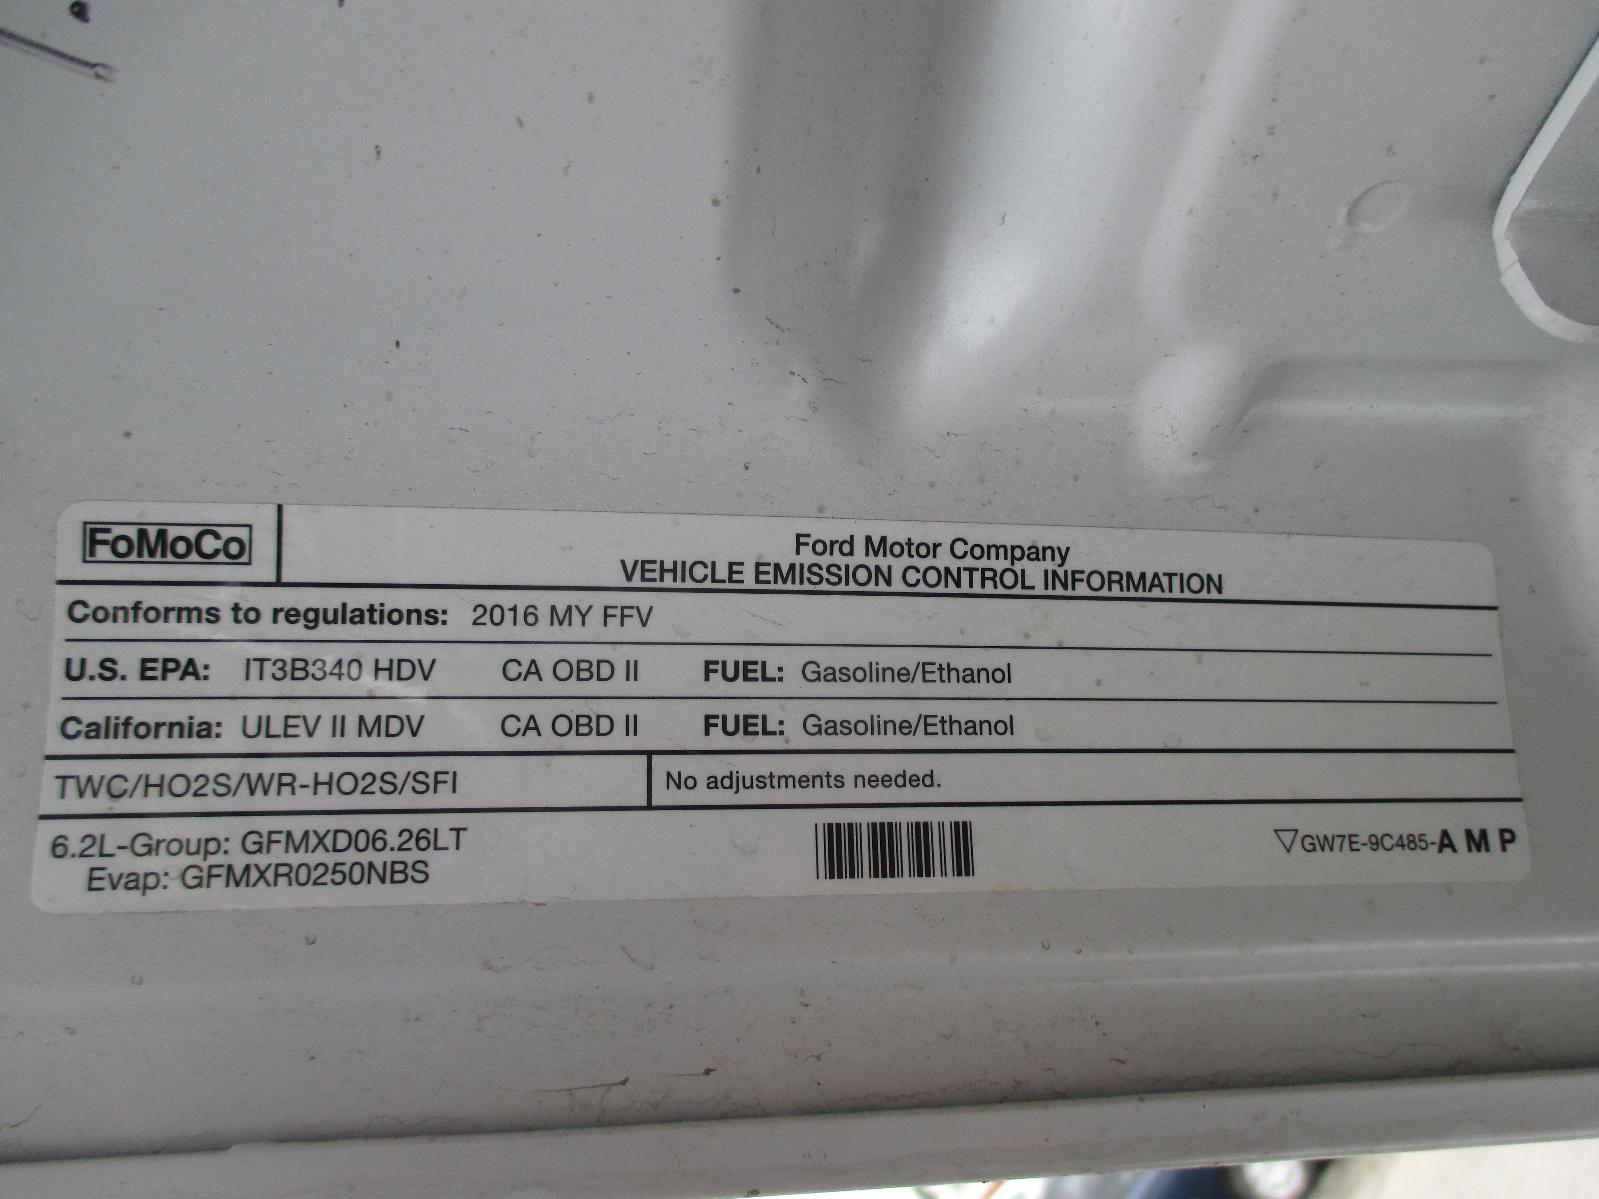 FoMoCo
Ford Motor Company
VEHICLE EMISSION CONTROL INFORMATION
Conforms to regulations: 2016 MY FFV
U.S. EPA: IT3B340 HDV CA OBD II FUEL: Gasoline/Ethanol
California: ULEV II MDV CA OBD II FUEL: Gasoline/Ethanol
TWC/HO2S/WR-HO2S/SFI No adjustments needed.
6.2L-Group: GFMXD06.26LT
Evap: GFMXR0250NBS
▽GW7E-9C485-A M P